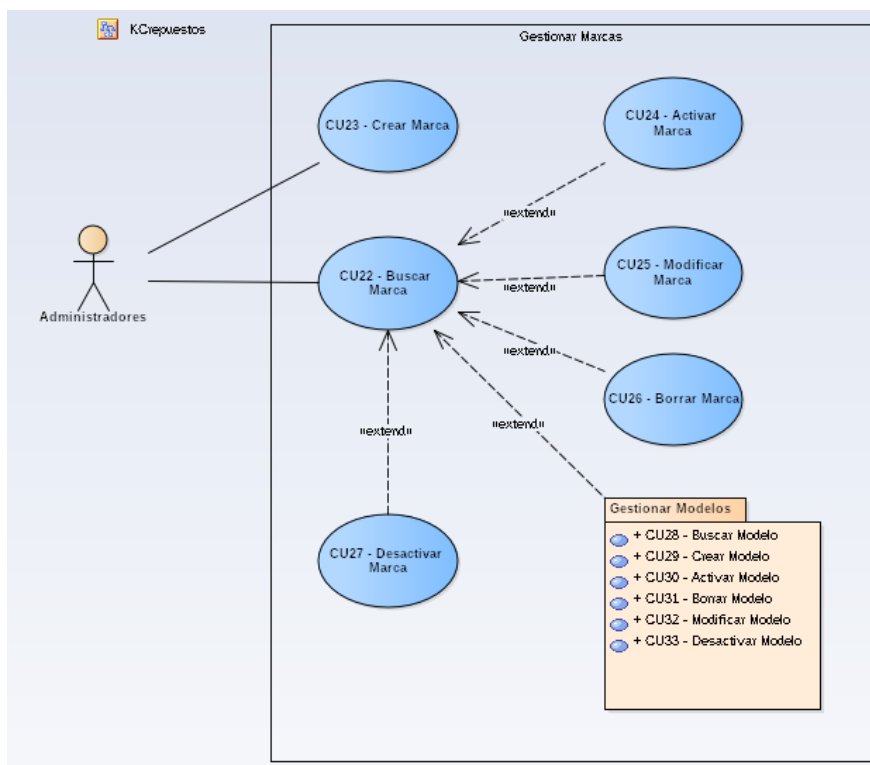 KCrepuestos
Gestionar Marcas
CU23 - Crear Marca
CU24 - Activar
Marca
«extend»
CU22 - Buscar
Marca
CU25 - Modificar
Marca
«extend»
Administradores
«extend»
CU26 - Borrar Marca
«extend»
«extend»
Gestionar Modelos
+ CU28 - Buscar Modelo
+ CU29 - Crear Modelo
+ CU30 - Activar Modelo
+ CU31 - Borrar Modelo
+ CU32 - Modificar Modelo
+ CU33 - Desactivar Modelo
CU27 - Desactivar
Marca